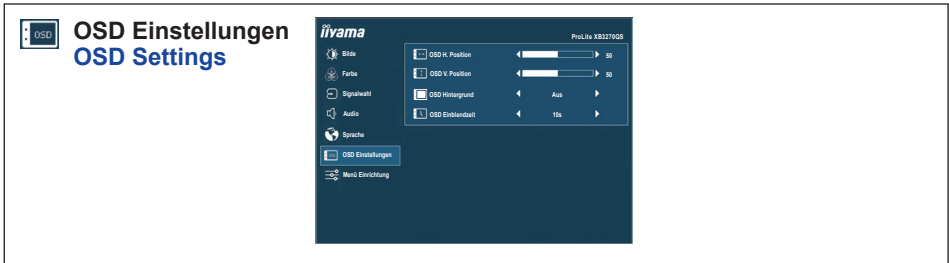 OSD
OSD Einstellungen
OSD Settings
iiyama
ProLite XB3270QS
Bilde
Farbe
Signalwahl
Audio
Sprache
OSD Einstellungen
Menü Einrichtung
OSD H. Position 50
OSD V. Position 50
OSD Hintergrund Aus
OSD Einblendzeit 10s